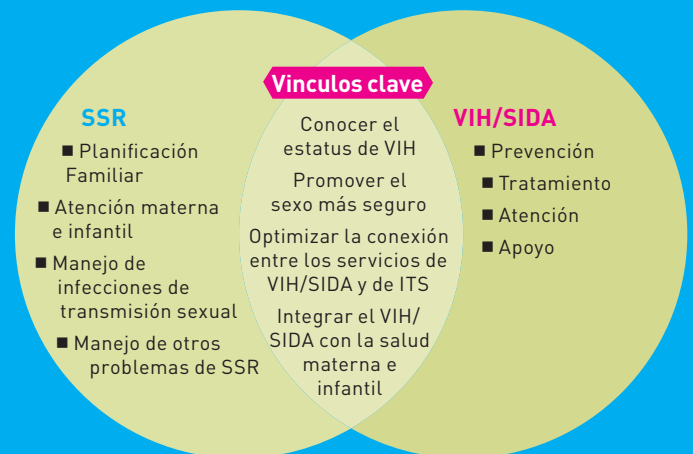 SSR
■ Planificación
Familiar
■ Atención materna
e infantil
■ Manejo de
infecciones de
transmisión sexual
■ Manejo de otros
problemas de SSR
Vinculos clave
Conocer el
estatus de VIH
Promover el
sexo más seguro
Optimizar la conexión
entre los servicios de
VIH/SIDA y de ITS
Integrar el VIH/
SIDA con la salud
materna e
infantil
VIH/SIDA
■ Prevención
■ Tratamiento
■ Atención
■ Apoyo